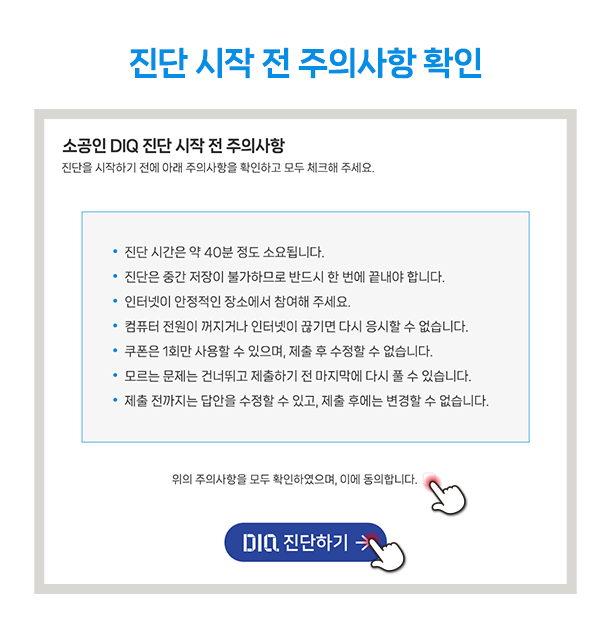 진단 시작 전 주의사항 확인
소공인 DIQ 진단 시작 전 주의사항
진단을 시작하기 전에 아래 주의사항을 확인하고 모두 체크해 주세요.
• 진단 시간은 약 40분 정도 소요됩니다.
• 진단은 중간 저장이 불가하므로 반드시 한 번에 끝내야 합니다.
• 인터넷이 안정적인 장소에서 참여해 주세요.
• 컴퓨터 전원이 꺼지거나 인터넷이 끊기면 다시 응시할 수 없습니다.
• 쿠폰은 1회만 사용할 수 있으며, 제출 후 수정할 수 없습니다.
• 모르는 문제는 건너뛰고 제출하기 전 마지막에 다시 풀 수 있습니다.
• 제출 전까지는 답안을 수정할 수 있고, 제출 후에는 변경할 수 없습니다.
위의 주의사항을 모두 확인하였으며, 이에 동의합니다.
DIQ 진단하기